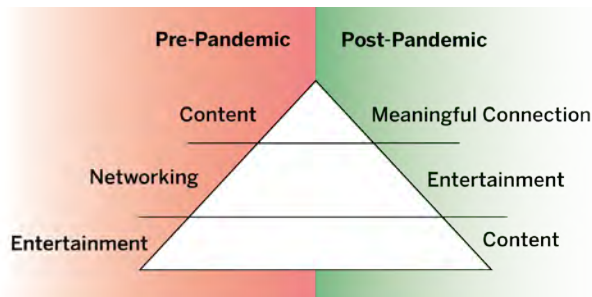 Pre-Pandemic Post-Pandemic
Content Meaningful Connection
Networking Entertainment
Entertainment Content